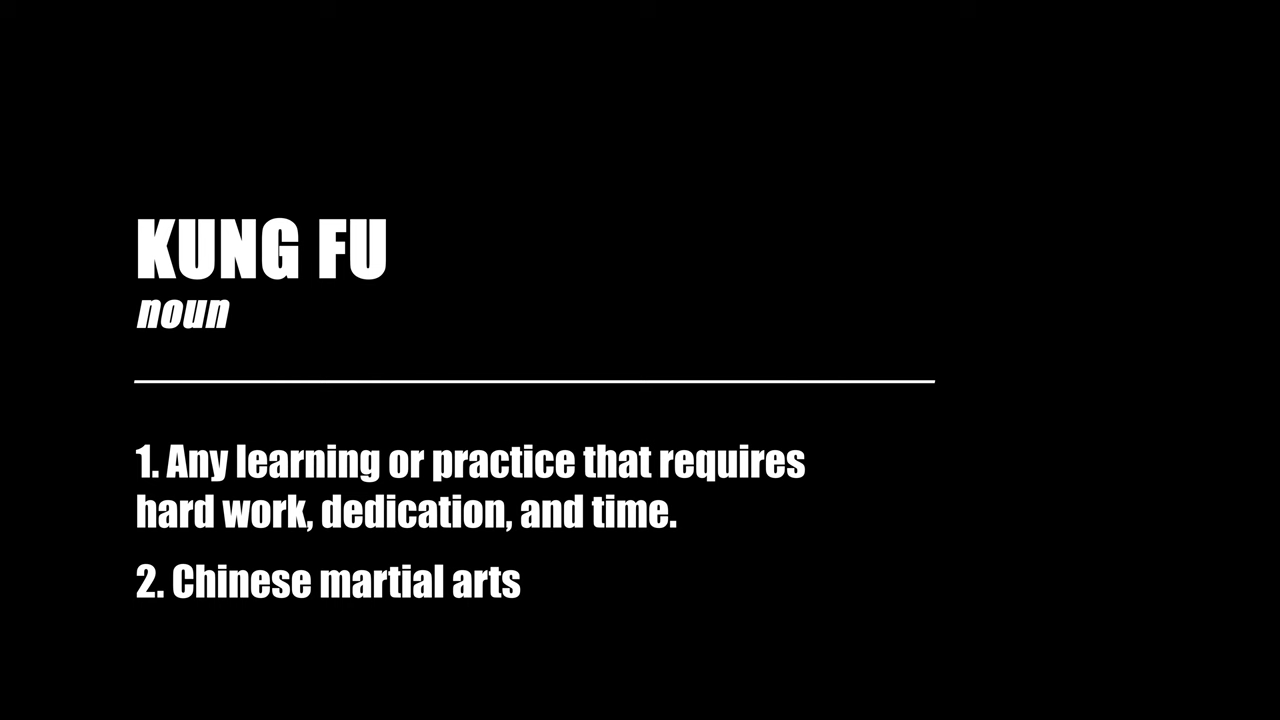 KUNG FU
noun
1. Any learning or practice that requires
hard work, dedication, and time.
2. Chinese martial arts